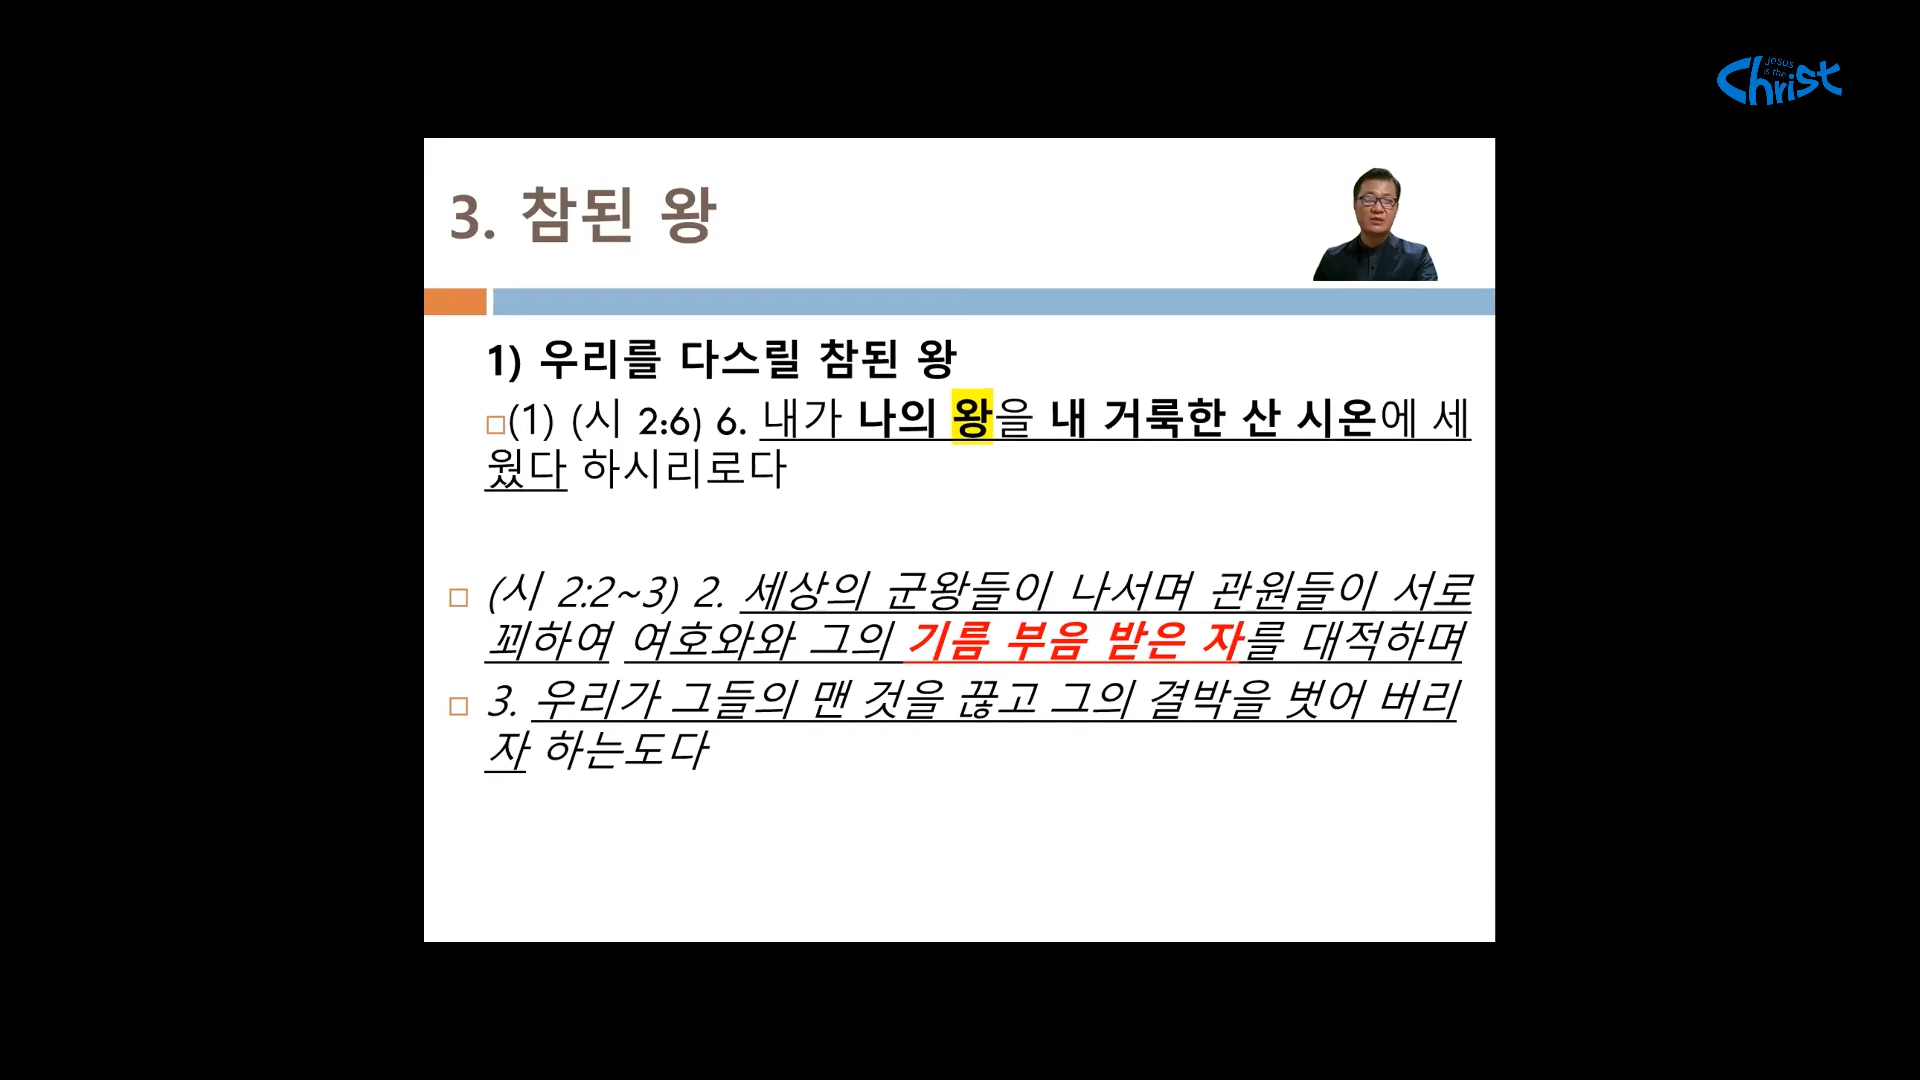 Jesus
is the
Christ
3. 참된 왕
1) 우리를 다스릴 참된 왕
(1) (시 2:6) 6. 내가 나의 왕을 내 거룩한 산 시온에 세
웠다 하시리로다
(시 2:2~3) 2. 세상의 군왕들이 나서며 관원들이 서로
꾀하여 여호와와 그의 기름 부음 받은 자를 대적하며
3. 우리가 그들의 맨 것을 끊고 그의 결박을 벗어 버리
자 하는도다